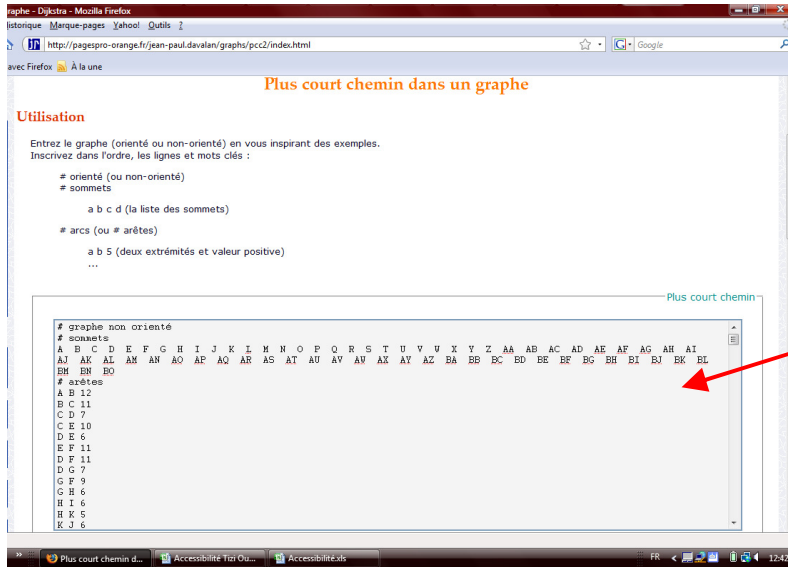 raphe - Dijkstra - Mozilla Firefox
istorique Marque-pages Yahoo! Outils ?
http://pagespro-orange.fr/jean-paul.davalan/graphs/pcc2/index.html
Google
avec Firefox À la une
Plus court chemin dans un graphe
Utilisation
Entrez le graphe (orienté ou non-orienté) en vous inspirant des exemples.
Inscrivez dans l'ordre, les lignes et mots clés :
# orienté (ou non-orienté)
# sommets
a b c d (la liste des sommets)
# arcs (ou # arêtes)
a b 5 (deux extrémités et valeur positive)
...
Plus court chemin
# graphe non orienté
# sommets
A B C D E F G H I J K L M N O P Q R S T U V W X Y Z AA AB AC AD AE AF AG AH AI
AJ AK AL AM AN AO AP AQ AR AS AT AU AV AW AX AY AZ BA BB BC BD BE BF BG BH BI BJ BK BL
BM BN BO
# arêtes
A B 12
B C 11
C D 7
C E 10
D E 6
E F 11
D F 11
D G 7
G F 9
G H 6
H I 6
H K 5
K J 6
» Plus court chemin d... Accessibilité Tizi Ou... Accessibilité.xls FR < 12:42